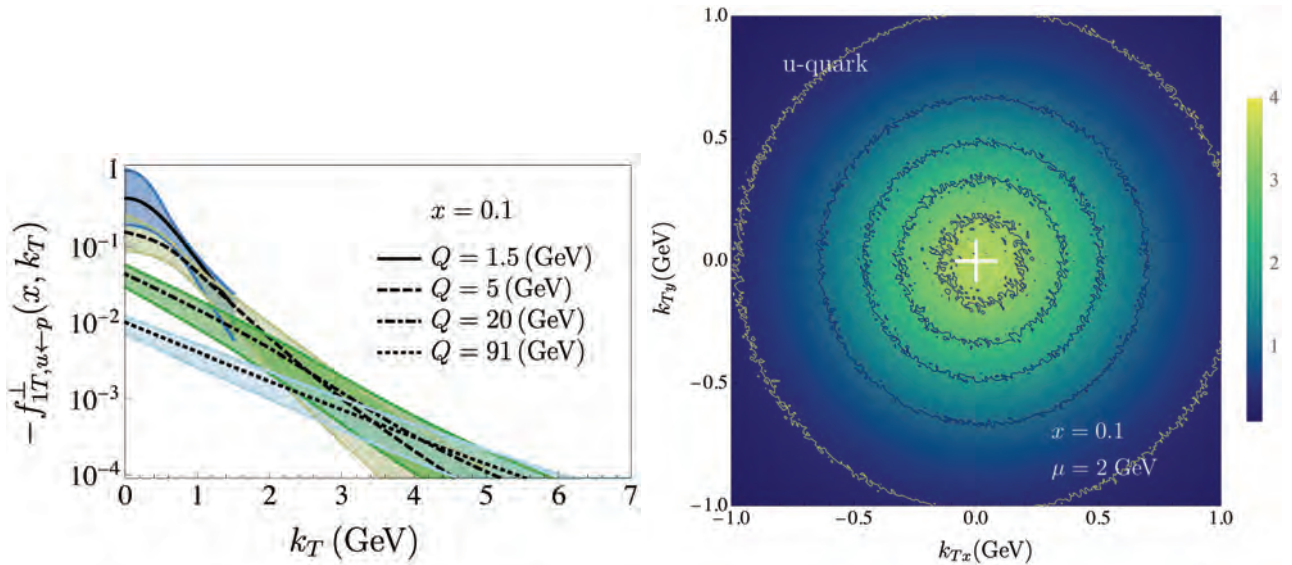 − f⊥1T,u←p(x, kT)
1
10⁻¹
10⁻²
10⁻³
10⁻⁴
x = 0.1
Q = 1.5 (GeV)
Q = 5 (GeV)
Q = 20 (GeV)
Q = 91 (GeV)
0 1 2 3 4 5 6 7
kT (GeV)
kTy(GeV)
1.0
0.5
0.0
−0.5
−1.0
u-quark
x = 0.1
μ = 2 GeV
−1.0 −0.5 0.0 0.5 1.0
kTx(GeV)
4
3
2
1